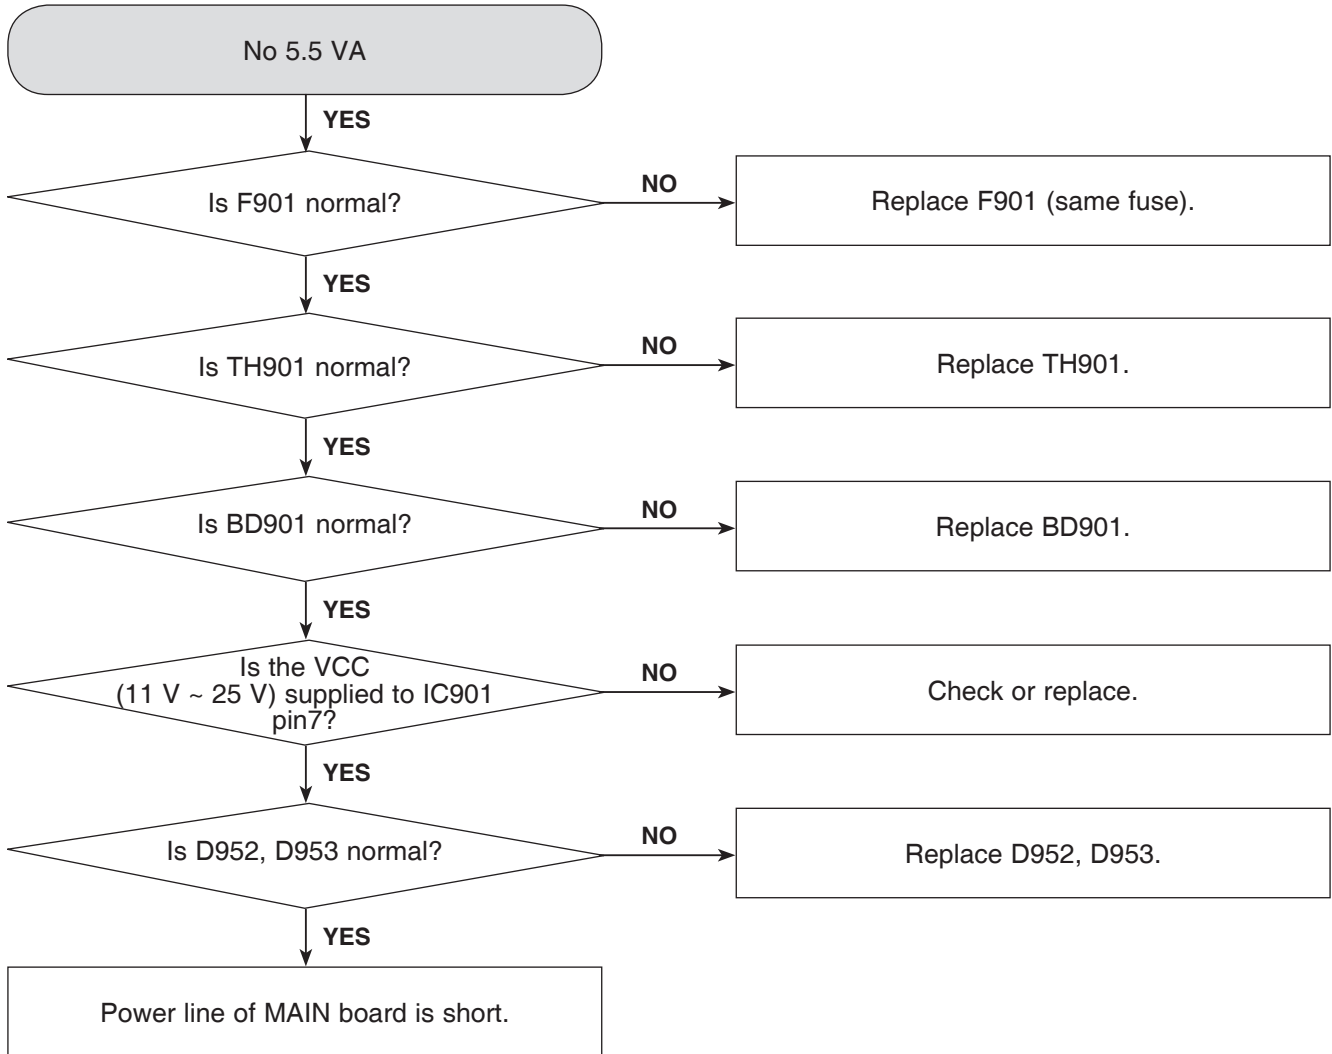 No 5.5 VA
YES
Is F901 normal?
NO
Replace F901 (same fuse).
YES
Is TH901 normal?
NO
Replace TH901.
YES
Is BD901 normal?
NO
Replace BD901.
YES
Is the VCC
(11 V ~ 25 V) supplied to IC901
pin7?
NO
Check or replace.
YES
Is D952, D953 normal?
NO
Replace D952, D953.
YES
Power line of MAIN board is short.